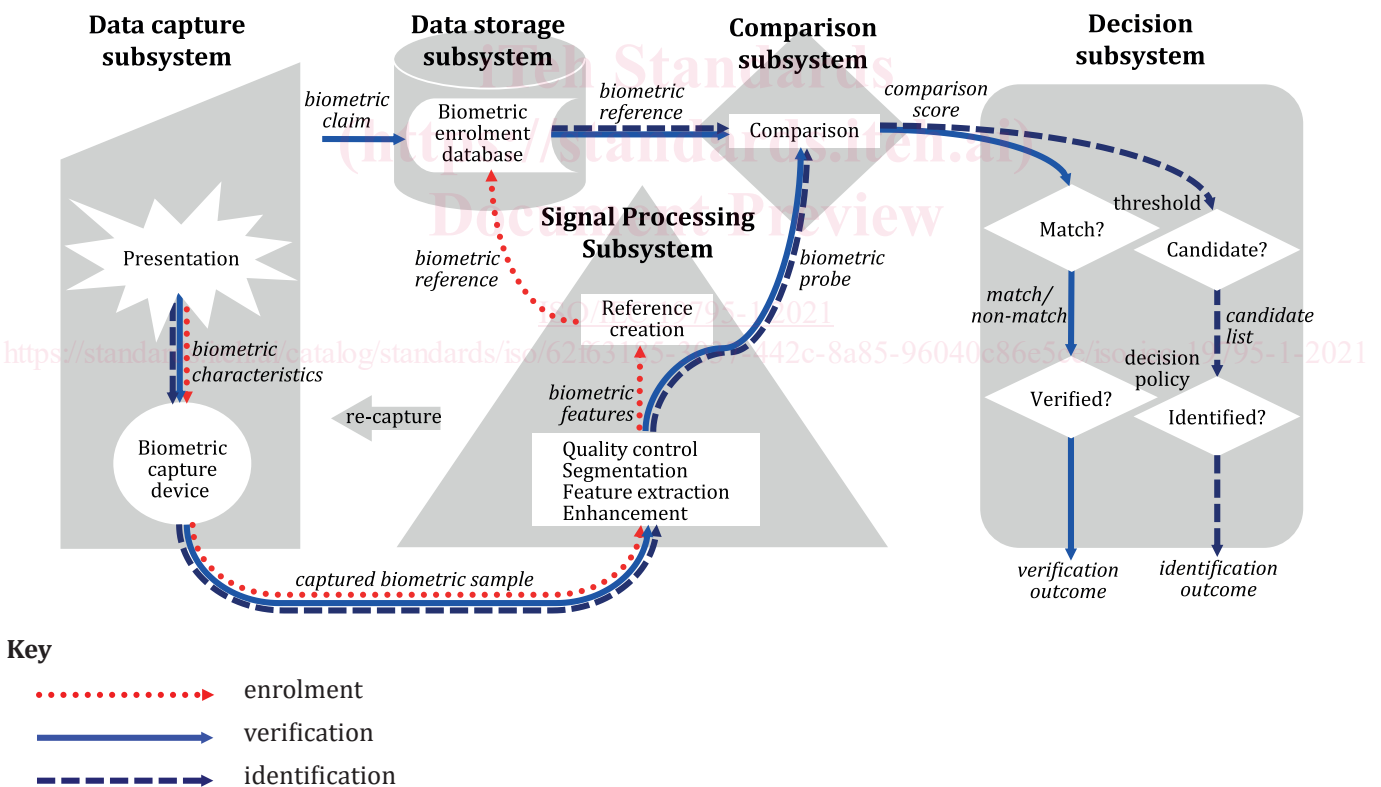 Data capture
subsystem
Data storage
subsystem
Comparison
subsystem
Decision
subsystem
iTeh Standards
(https://standards.iteh.ai)
Document Preview
biometric
claim
Biometric
enrolment
database
biometric
reference
Comparison
comparison
score
Signal Processing
Subsystem
threshold
Match?
Candidate?
Presentation
biometric
reference
biometric
probe
Reference
creation
match/
non-match
candidate
list
biometric
characteristics
decision
policy
re-capture
biometric
features
Verified?
Identified?
Biometric
capture
device
Quality control
Segmentation
Feature extraction
Enhancement
captured biometric sample
verification
outcome
identification
outcome
Key
enrolment
verification
identification